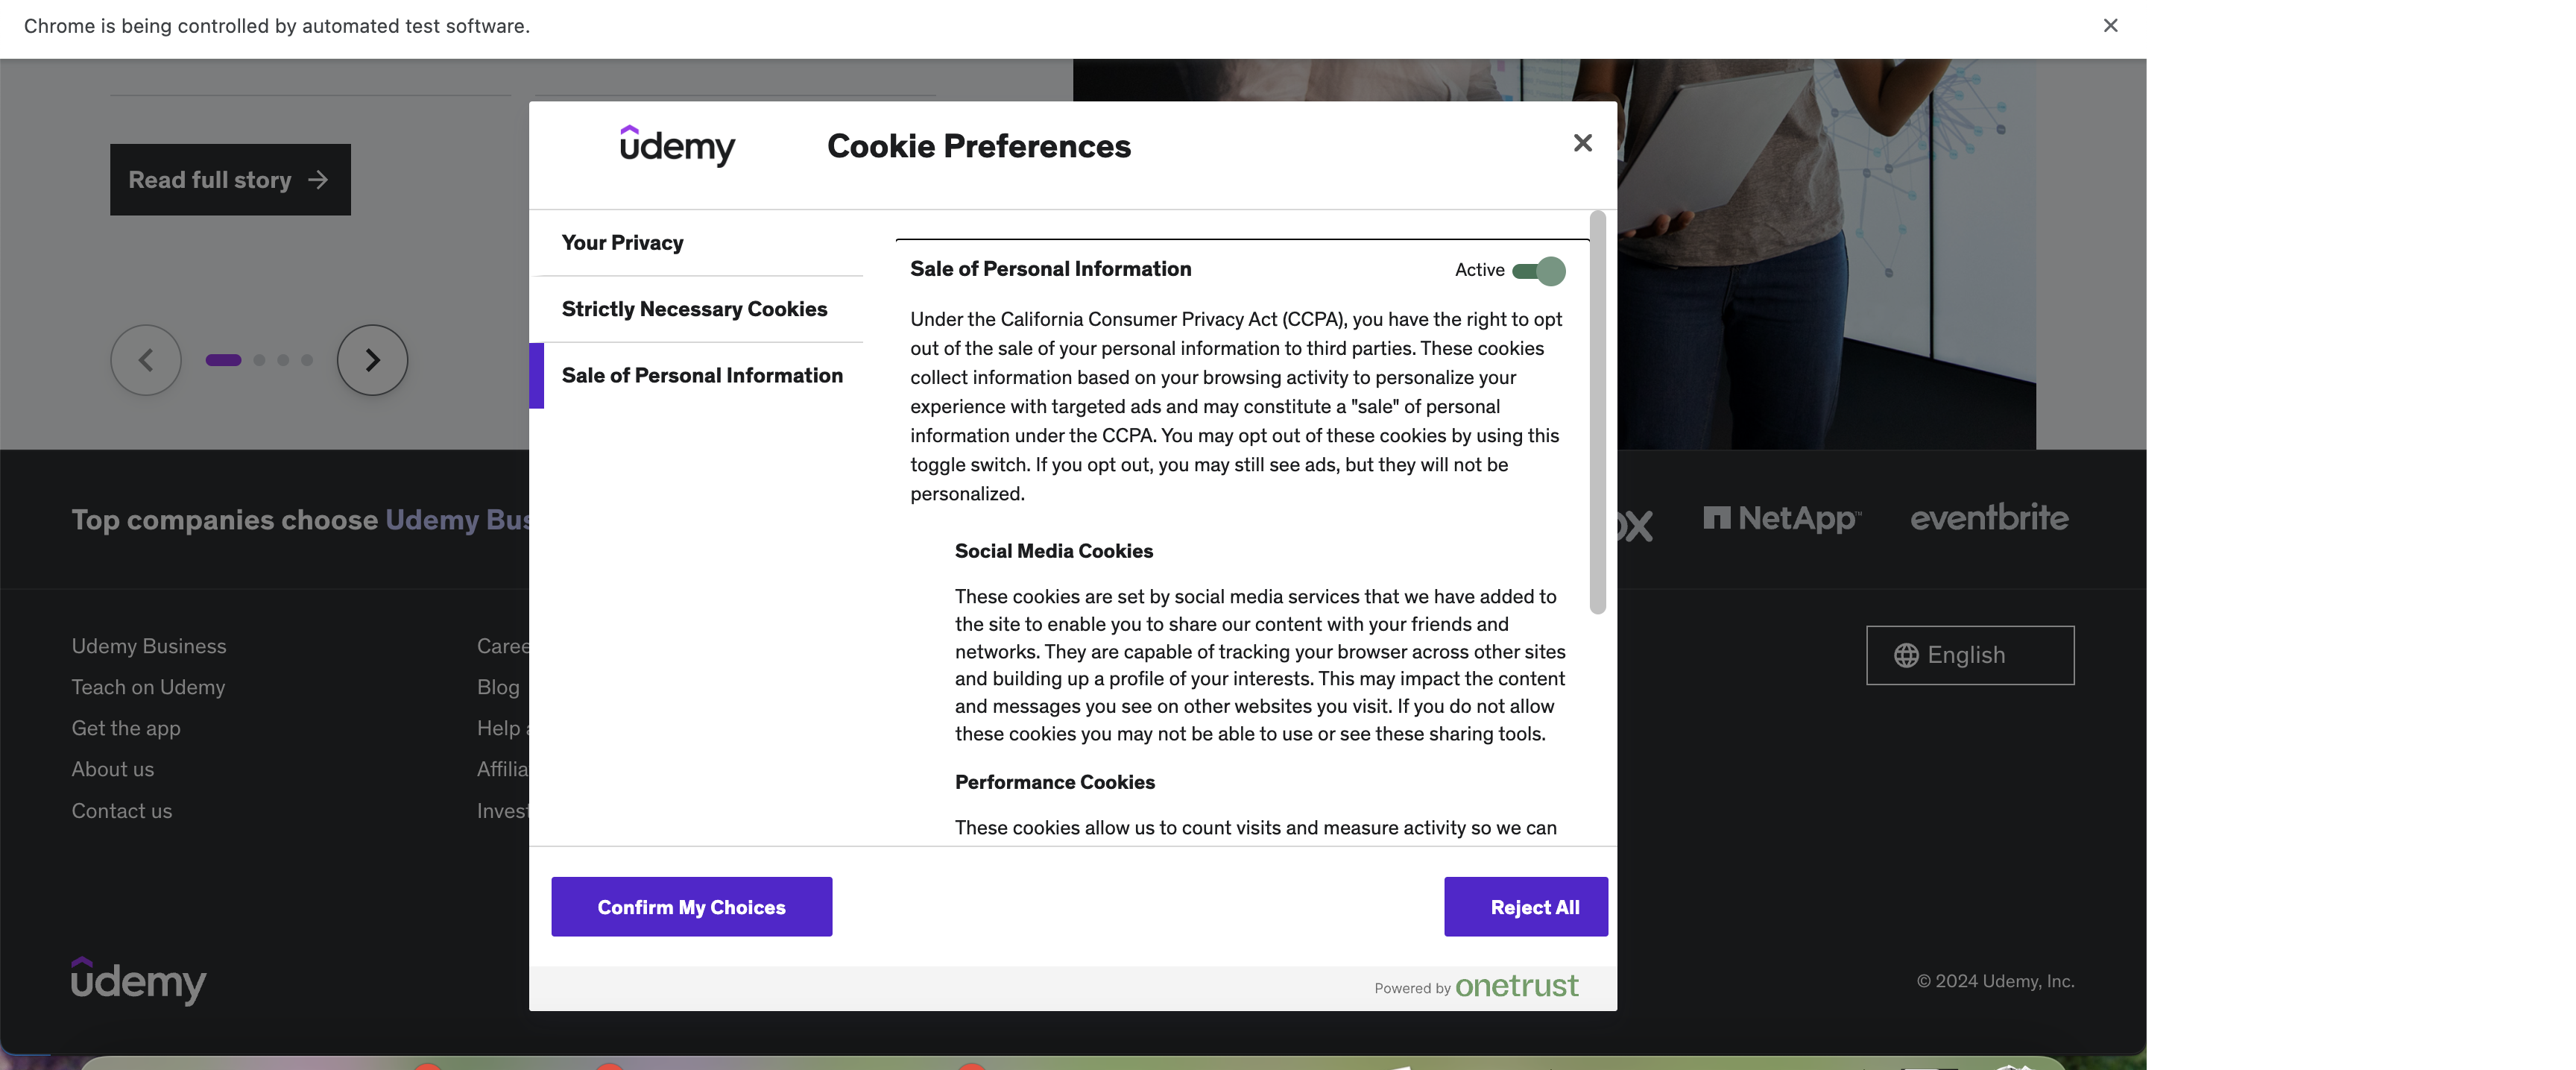 Chrome is being controlled by automated test software.
Read full story
udemy
Cookie Preferences
Your Privacy
Strictly Necessary Cookies
Sale of Personal Information
Sale of Personal Information
Active
Under the California Consumer Privacy Act (CCPA), you have the right to opt
out of the sale of your personal information to third parties. These cookies
collect information based on your browsing activity to personalize your
experience with targeted ads and may constitute a "sale" of personal
information under the CCPA. You may opt out of these cookies by using this
toggle switch. If you opt out, you may still see ads, but they will not be
personalized.
Social Media Cookies
These cookies are set by social media services that we have added to
the site to enable you to share our content with your friends and
networks. They are capable of tracking your browser across other sites
and building up a profile of your interests. This may impact the content
and messages you see on other websites you visit. If you do not allow
these cookies you may not be able to use or see these sharing tools.
Performance Cookies
These cookies allow us to count visits and measure activity so we can
Confirm My Choices
Reject All
Powered by onetrust
Top companies choose Udemy Bus
ox
NetApp™
eventbrite
Udemy Business
Teach on Udemy
Get the app
About us
Contact us
Caree
Blog
Help a
Affilia
Invest
English
udemy
© 2024 Udemy, Inc.